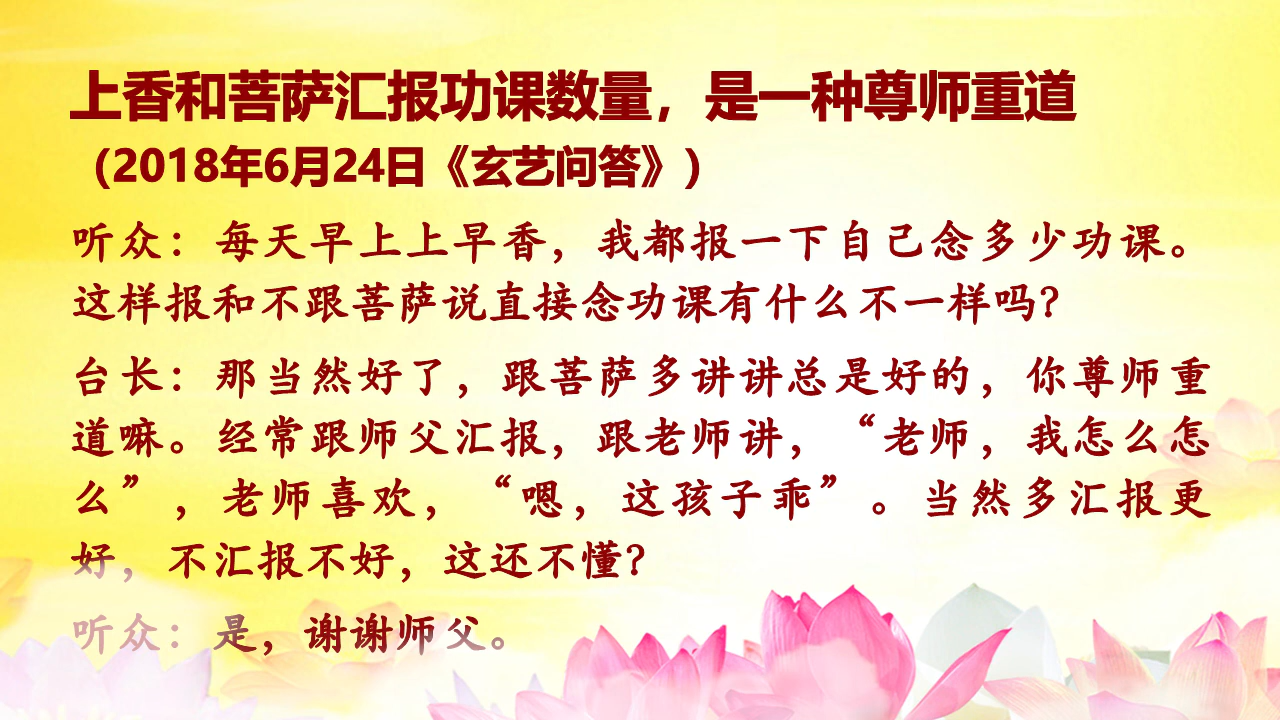 上香和菩萨汇报功课数量，是一种尊师重道
（2018年6月24日《玄艺问答》）
听众：每天早上上早香，我都报一下自己念多少功课。
这样报和不跟菩萨说直接念功课有什么不一样吗？
台长：那当然好了，跟菩萨多讲讲总是好的，你尊师重
道嘛。经常跟师父汇报，跟老师讲，“老师，我怎么怎
么”，老师喜欢，“嗯，这孩子乖”。当然多汇报更
好，不汇报不好，这还不懂？
听众：是，谢谢师父。